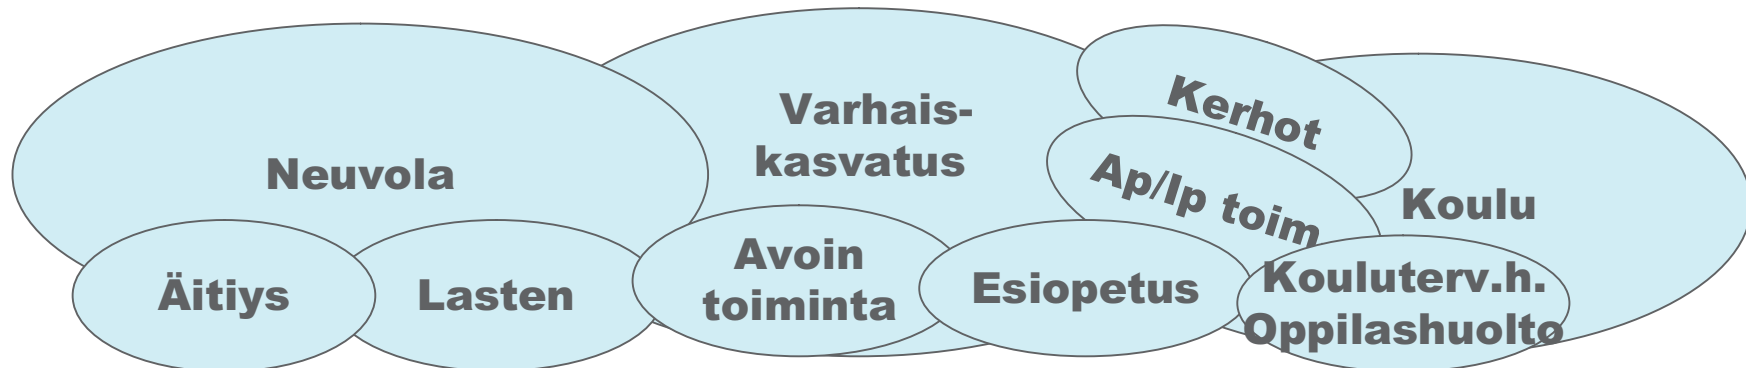 Neuvola
Äitiys
Lasten
Varhais-
kasvatus
Avoin
toiminta
Esiopetus
Kerhot
Ap/Ip toim
Koulu
Kouluterv.h.
Oppilashuolto